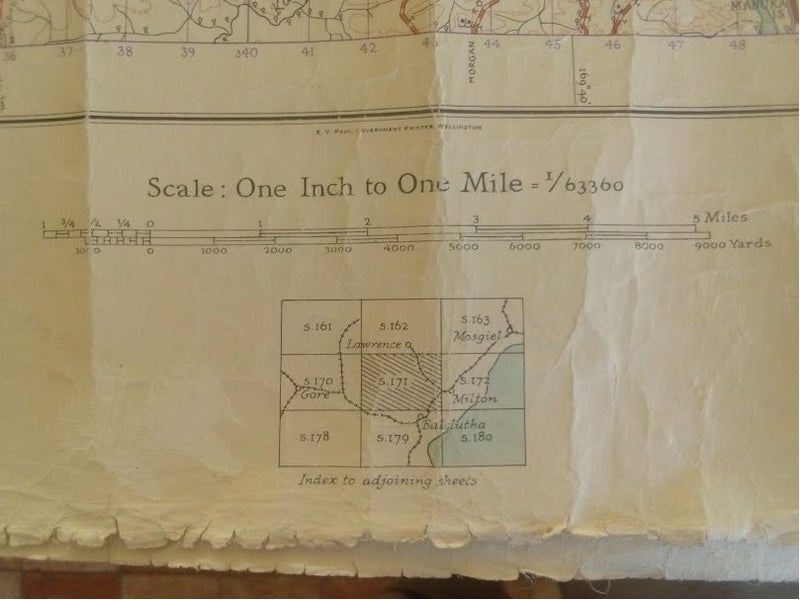 MANUKA
IS
36 37 38 39 340 41 42 43 44 45 46 47 48
MORGAN
169°40'
E. V. PAUL, GOVERNMENT PRINTER, WELLINGTON
Scale: One Inch to One Mile = 1/63360
1 3/4 1/2 1/4 0 1 2 3 4 5 Miles
1000 0 1000 2000 3000 4000 5000 6000 7000 8000 9000 Yards
S.161 S.162 S.163
Lawrence Mosgiel
S.170 S.171 S.172
Gore Milton
Balclutha
S.178 S.179 S.180
Index to adjoining sheets